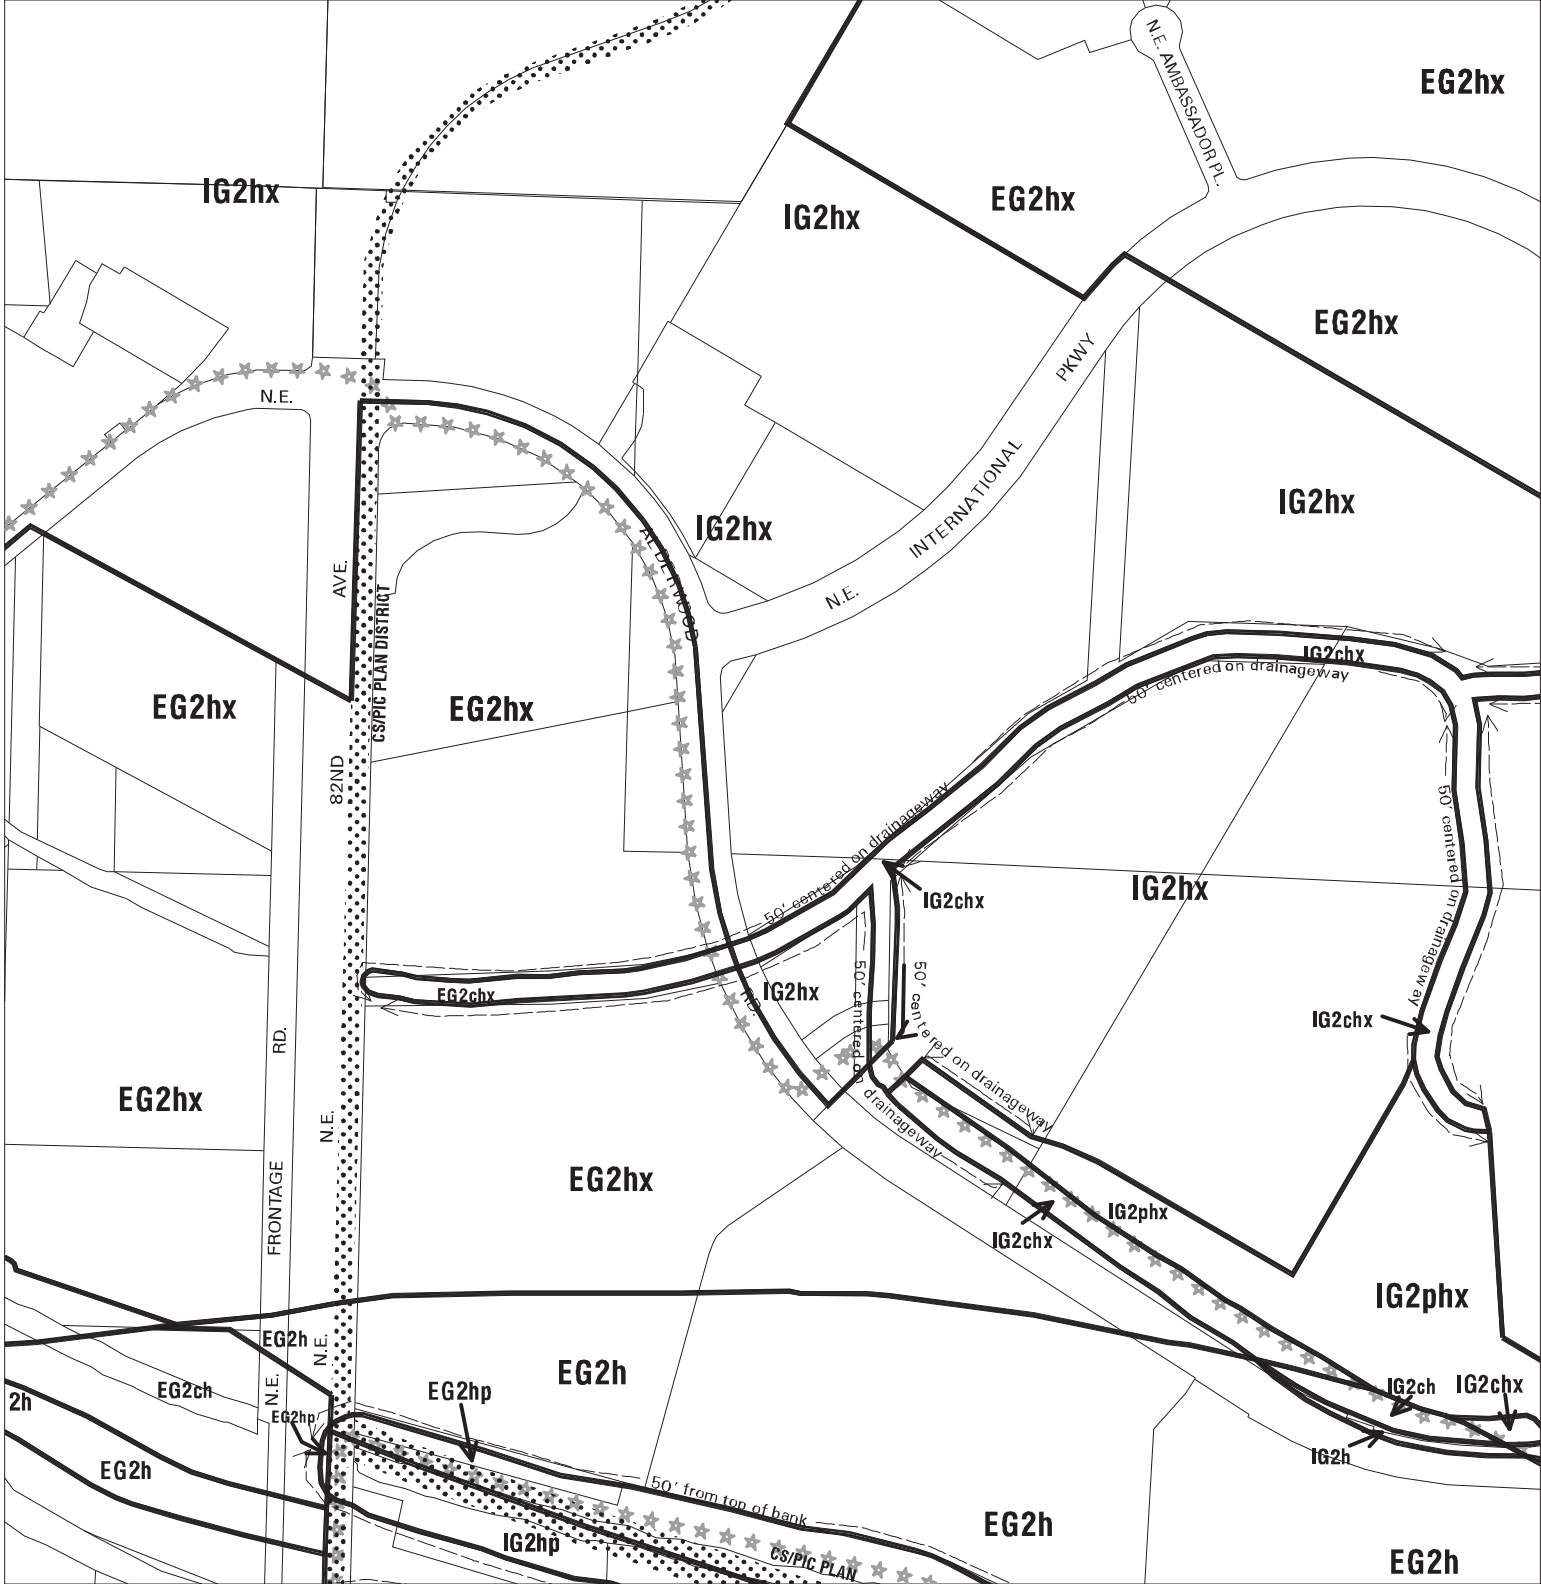 N.E. AMBASSADOR PL.
EG2hx
IG2hx
EG2hx
IG2hx
EG2hx
PKWY
N.E.
INTERNATIONAL
IG2hx
IG2hx
ALDERWOOD
AVE.
CS/PIC PLAN DISTRICT
N.E.
IG2chx
50' centered on drainageway
EG2hx
EG2hx
82ND
50' centered on drainageway
50' centered on drainageway
IG2hx
IG2chx
EG2chx
IG2hx
RD.
50' centered on drainageway
50' centered on drainageway
IG2chx
RD.
EG2hx
N.E.
EG2hx
FRONTAGE
IG2phx
IG2chx
IG2phx
EG2h
N.E.
EG2h
EG2ch
N.E.
EG2hp
IG2ch
IG2chx
2h
EG2hp
IG2h
EG2h
50' from top of bank
EG2h
IG2hp
CS/PIC PLAN
EG2h